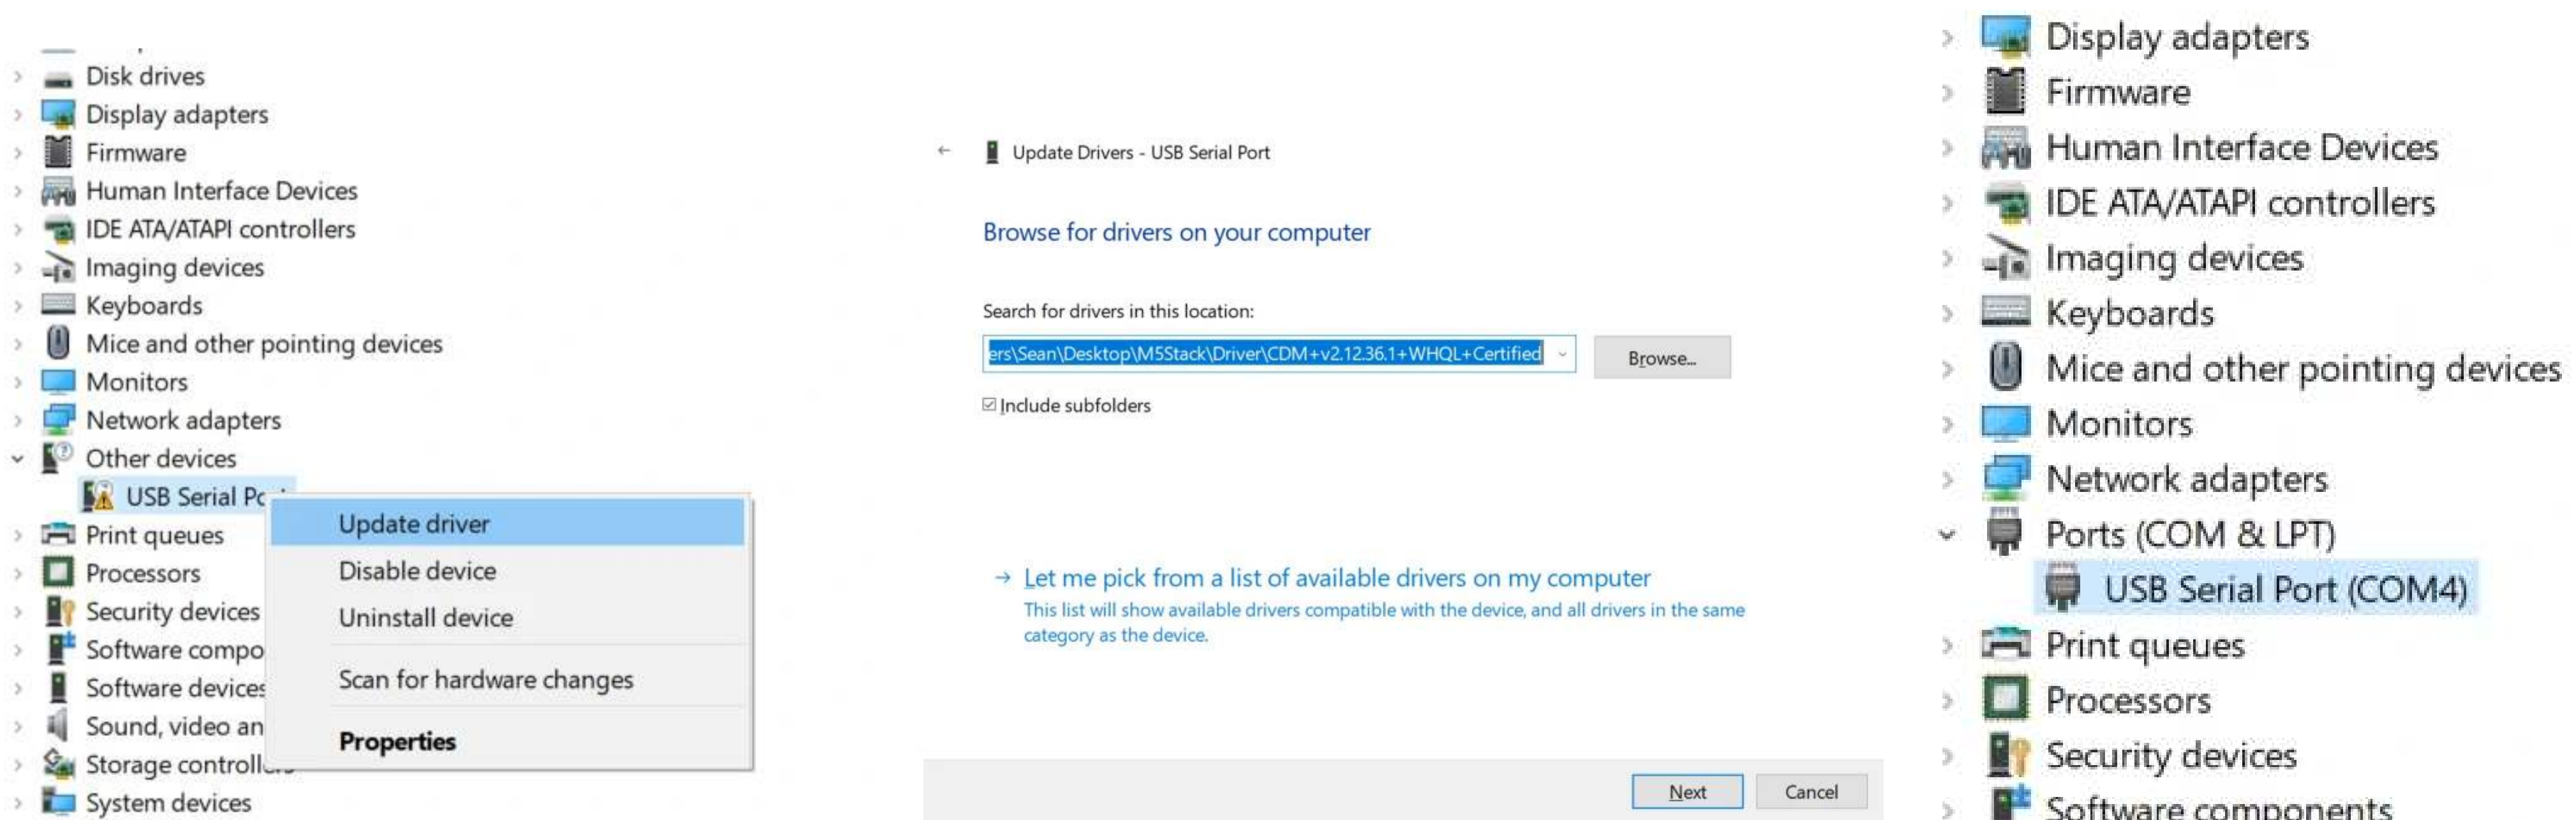 Disk drives
Display adapters
Firmware
Human Interface Devices
IDE ATA/ATAPI controllers
Imaging devices
Keyboards
Mice and other pointing devices
Monitors
Network adapters
Other devices
USB Serial Po
Print queues
Processors
Security devices
Software compo
Software devices
Sound, video an
Storage controll
System devices
Update driver
Disable device
Uninstall device
Scan for hardware changes
Properties
Update Drivers - USB Serial Port
Browse for drivers on your computer
Search for drivers in this location:
ers\Sean\Desktop\M5Stack\Driver\CDM+v2.12.36.1+WHQL+Certified
Browse...
Include subfolders
Let me pick from a list of available drivers on my computer
This list will show available drivers compatible with the device, and all drivers in the same
category as the device.
Next
Cancel
Display adapters
Firmware
Human Interface Devices
IDE ATA/ATAPI controllers
Imaging devices
Keyboards
Mice and other pointing devices
Monitors
Network adapters
Ports (COM & LPT)
USB Serial Port (COM4)
Print queues
Processors
Security devices
Software components